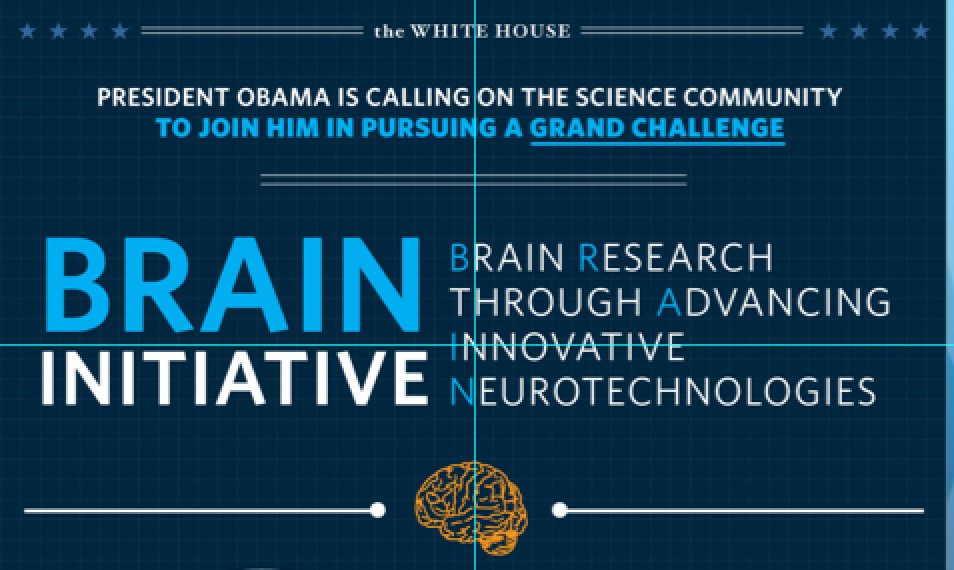 the WHITE HOUSE
PRESIDENT OBAMA IS CALLING ON THE SCIENCE COMMUNITY
TO JOIN HIM IN PURSUING A GRAND CHALLENGE
BRAIN
INITIATIVE
BRAIN RESEARCH
THROUGH ADVANCING
INNOVATIVE
NEUROTECHNOLOGIES